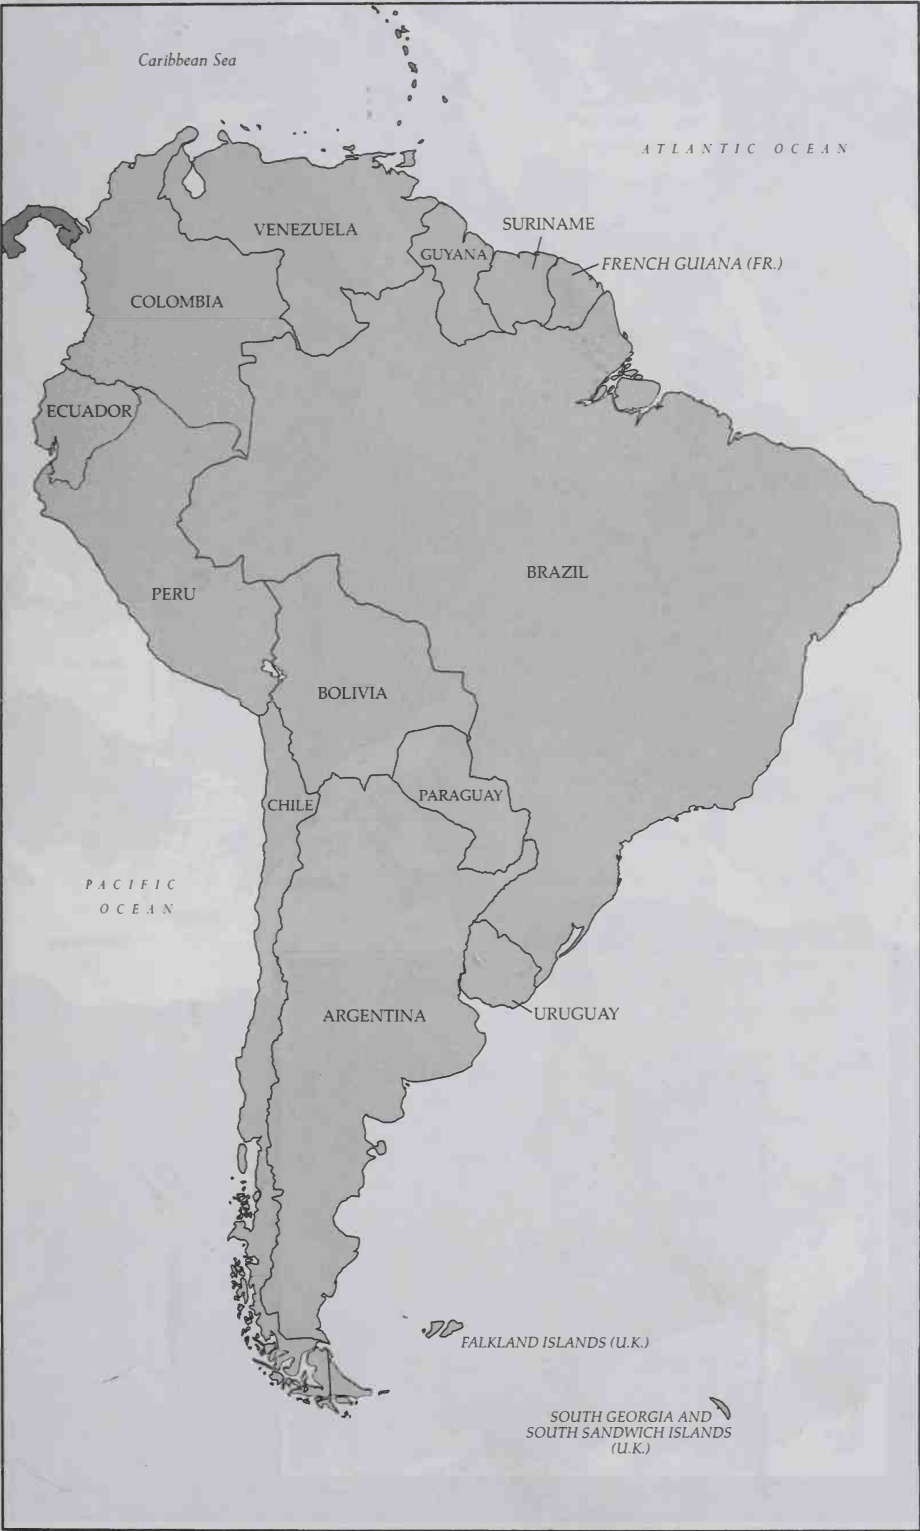 Caribbean Sea
ATLANTIC OCEAN
SURINAME
VENEZUELA
GUYANA
FRENCH GUIANA (FR.)
COLOMBIA
ECUADOR
BRAZIL
PERU
BOLIVIA
PARAGUAY
CHILE
PACIFIC
OCEAN
URUGUAY
ARGENTINA
FALKLAND ISLANDS (U.K.)
SOUTH GEORGIA AND
SOUTH SANDWICH ISLANDS
(U.K.)